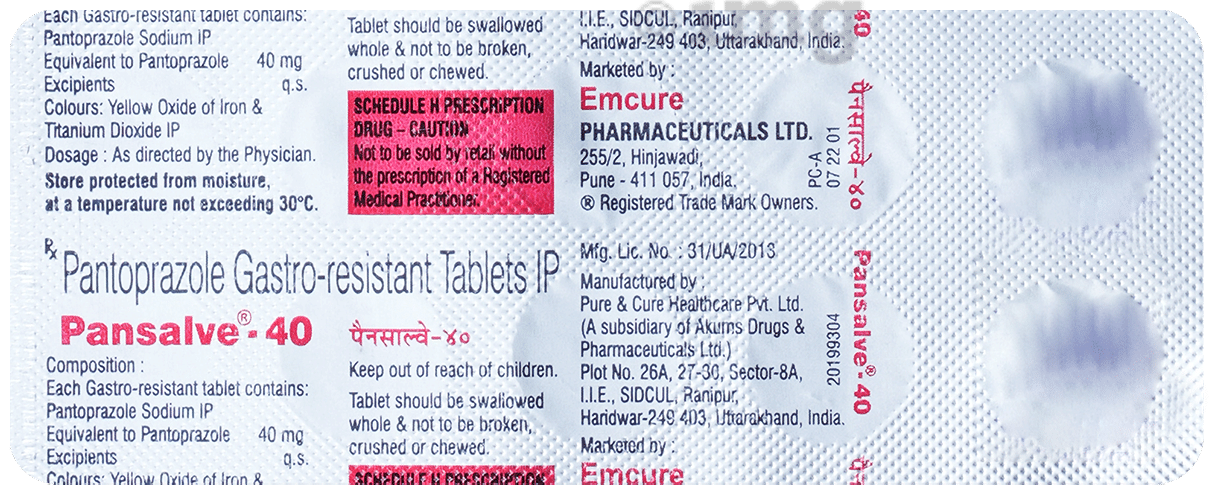 Each Gastro-resistant tablet contains:
Pantoprazole Sodium IP
Equivalent to Pantoprazole 40 mg
Excipients q.s.
Colours: Yellow Oxide of Iron &
Titanium Dioxide IP
Dosage : As directed by the Physician.
Store protected from moisture,
at a temperature not exceeding 30°C.
Tablet should be swallowed
whole & not to be broken,
crushed or chewed.
SCHEDULE H PRESCRIPTION
DRUG – CAUTION
Not to be sold by retail without
the prescription of a Registered
Medical Practitioner.
I.I.E., SIDCUL, Ranipur,
Haridwar-249 403, Uttarakhand, India.
Marketed by :
Emcure
PHARMACEUTICALS LTD.
255/2, Hinjawadi,
Pune - 411 057, India.
® Registered Trade Mark Owners.
PC-A
07 22 01
40
पैनसाल्वे-४०
1mg
Rx
Pantoprazole Gastro-resistant Tablets IP
Pansalve®- 40
पैनसाल्वे-४०
Composition :
Each Gastro-resistant tablet contains:
Pantoprazole Sodium IP
Equivalent to Pantoprazole 40 mg
Excipients q.s.
Colours: Yellow Oxide of Iron &
Keep out of reach of children.
Tablet should be swallowed
whole & not to be broken,
crushed or chewed.
SCHEDULE H PRESCRIPTION
Mfg. Lic. No. : 31/UA/2013
Manufactured by :
Pure & Cure Healthcare Pvt. Ltd.
(A subsidiary of Akums Drugs &
Pharmaceuticals Ltd.)
Plot No. 26A, 27-30, Sector-8A,
I.I.E., SIDCUL, Ranipur,
Haridwar-249 403, Uttarakhand, India.
Marketed by :
Emcure
20199304
Pansalve®-40